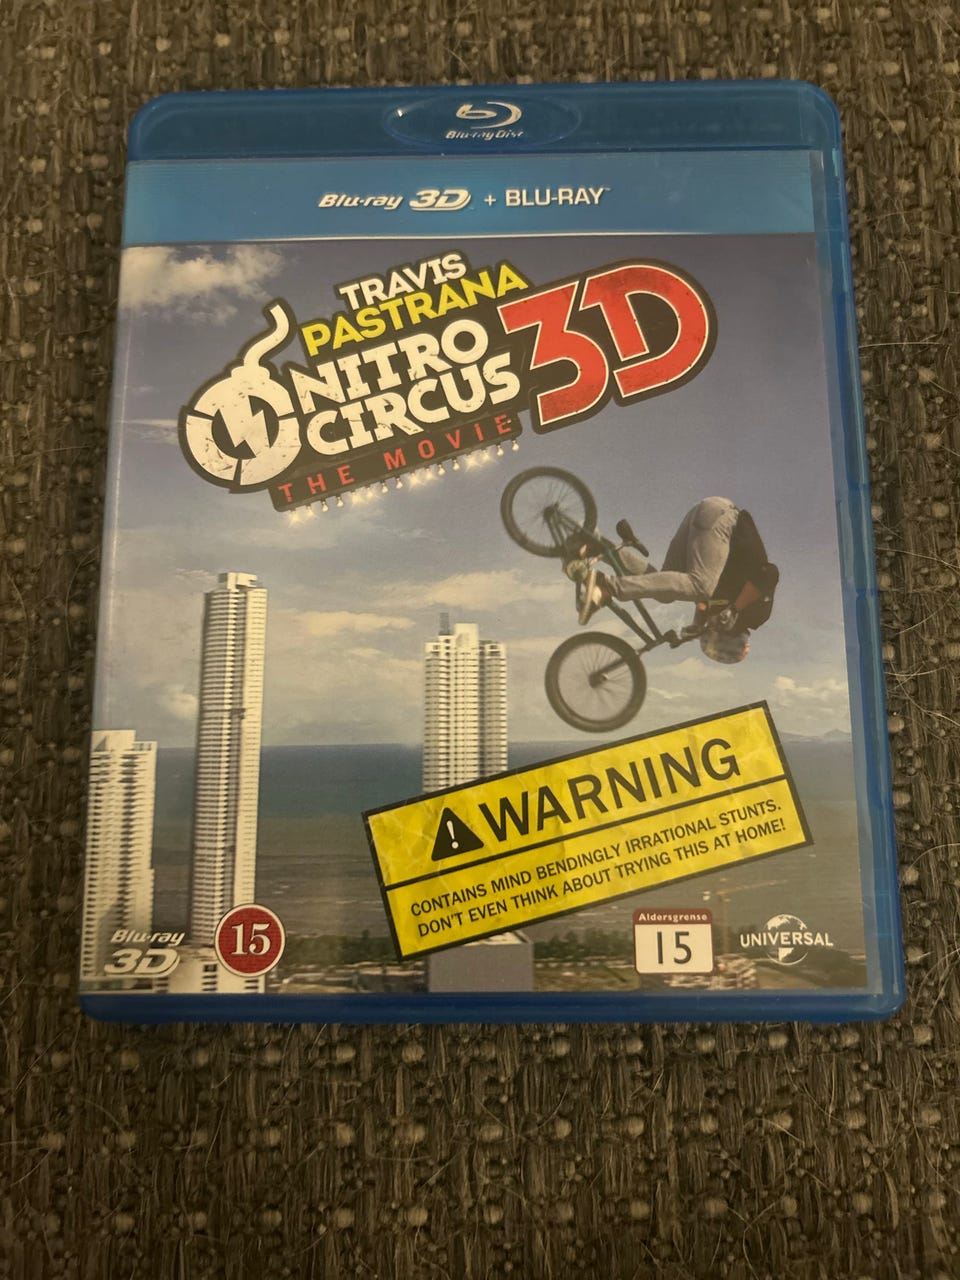 Blu-ray Disc
Blu-ray 3D + BLU-RAY™
TRAVIS
PASTRANA
NITRO
CIRCUS
3D
THE MOVIE
WARNING
CONTAINS MIND BENDINGLY IRRATIONAL STUNTS.
DON'T EVEN THINK ABOUT TRYING THIS AT HOME!
Blu-ray
3D
15
Aldersgrense
15
UNIVERSAL